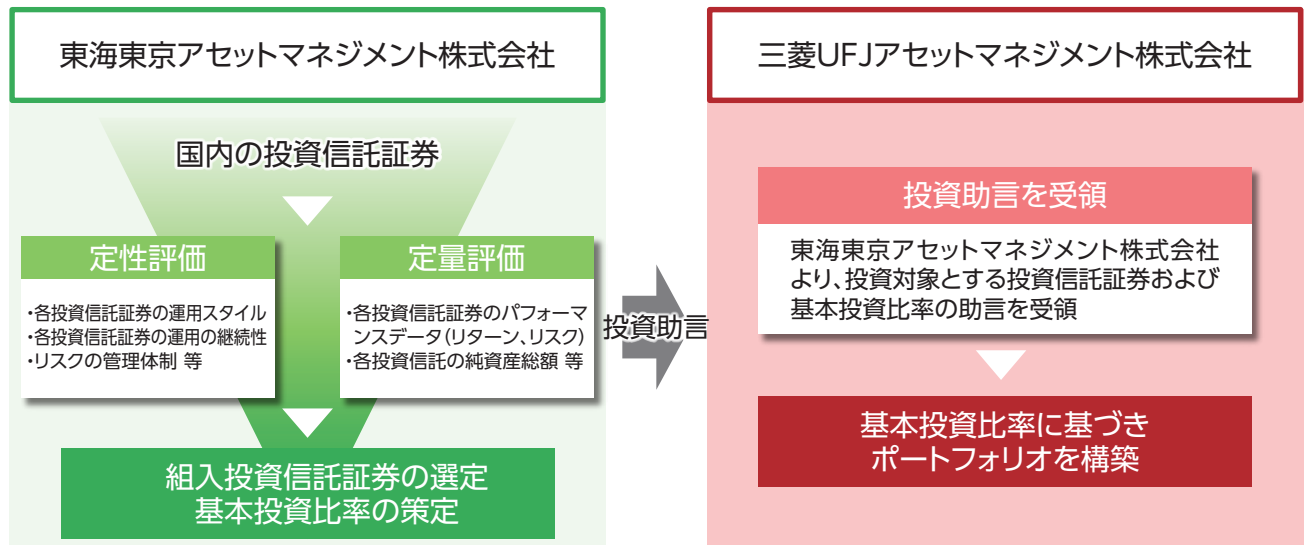 東海東京アセットマネジメント株式会社
国内の投資信託証券
定性評価
・各投資信託証券の運用スタイル
・各投資信託証券の運用の継続性
・リスクの管理体制 等
定量評価
・各投資信託証券のパフォーマ
ンスデータ(リターン、リスク)
・各投資信託の純資産総額 等
組入投資信託証券の選定
基本投資比率の策定
投資助言
三菱UFJアセットマネジメント株式会社
投資助言を受領
東海東京アセットマネジメント株式会社
より、投資対象とする投資信託証券および
基本投資比率の助言を受領
基本投資比率に基づき
ポートフォリオを構築